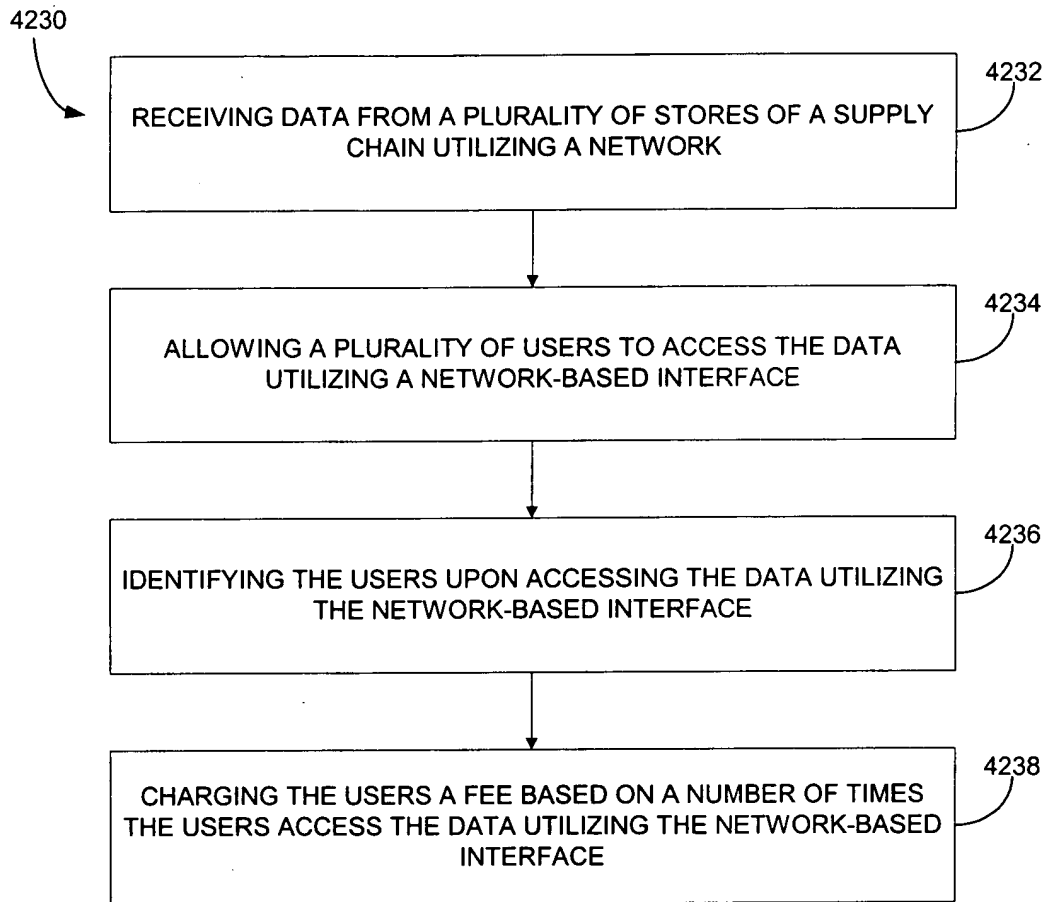 4230
4232
RECEIVING DATA FROM A PLURALITY OF STORES OF A SUPPLY
CHAIN UTILIZING A NETWORK
4234
ALLOWING A PLURALITY OF USERS TO ACCESS THE DATA
UTILIZING A NETWORK-BASED INTERFACE
4236
IDENTIFYING THE USERS UPON ACCESSING THE DATA UTILIZING
THE NETWORK-BASED INTERFACE
4238
CHARGING THE USERS A FEE BASED ON A NUMBER OF TIMES
THE USERS ACCESS THE DATA UTILIZING THE NETWORK-BASED
INTERFACE